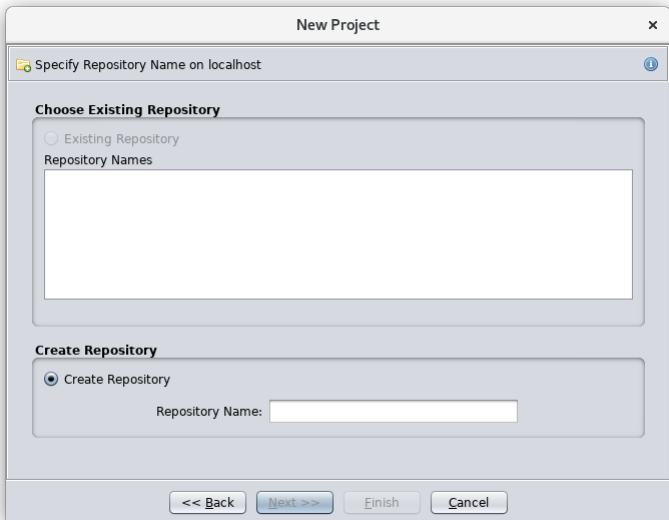 New Project
Specify Repository Name on localhost
Choose Existing Repository
Existing Repository
Repository Names
Create Repository
Create Repository
Repository Name:
<< Back Next >> Finish Cancel